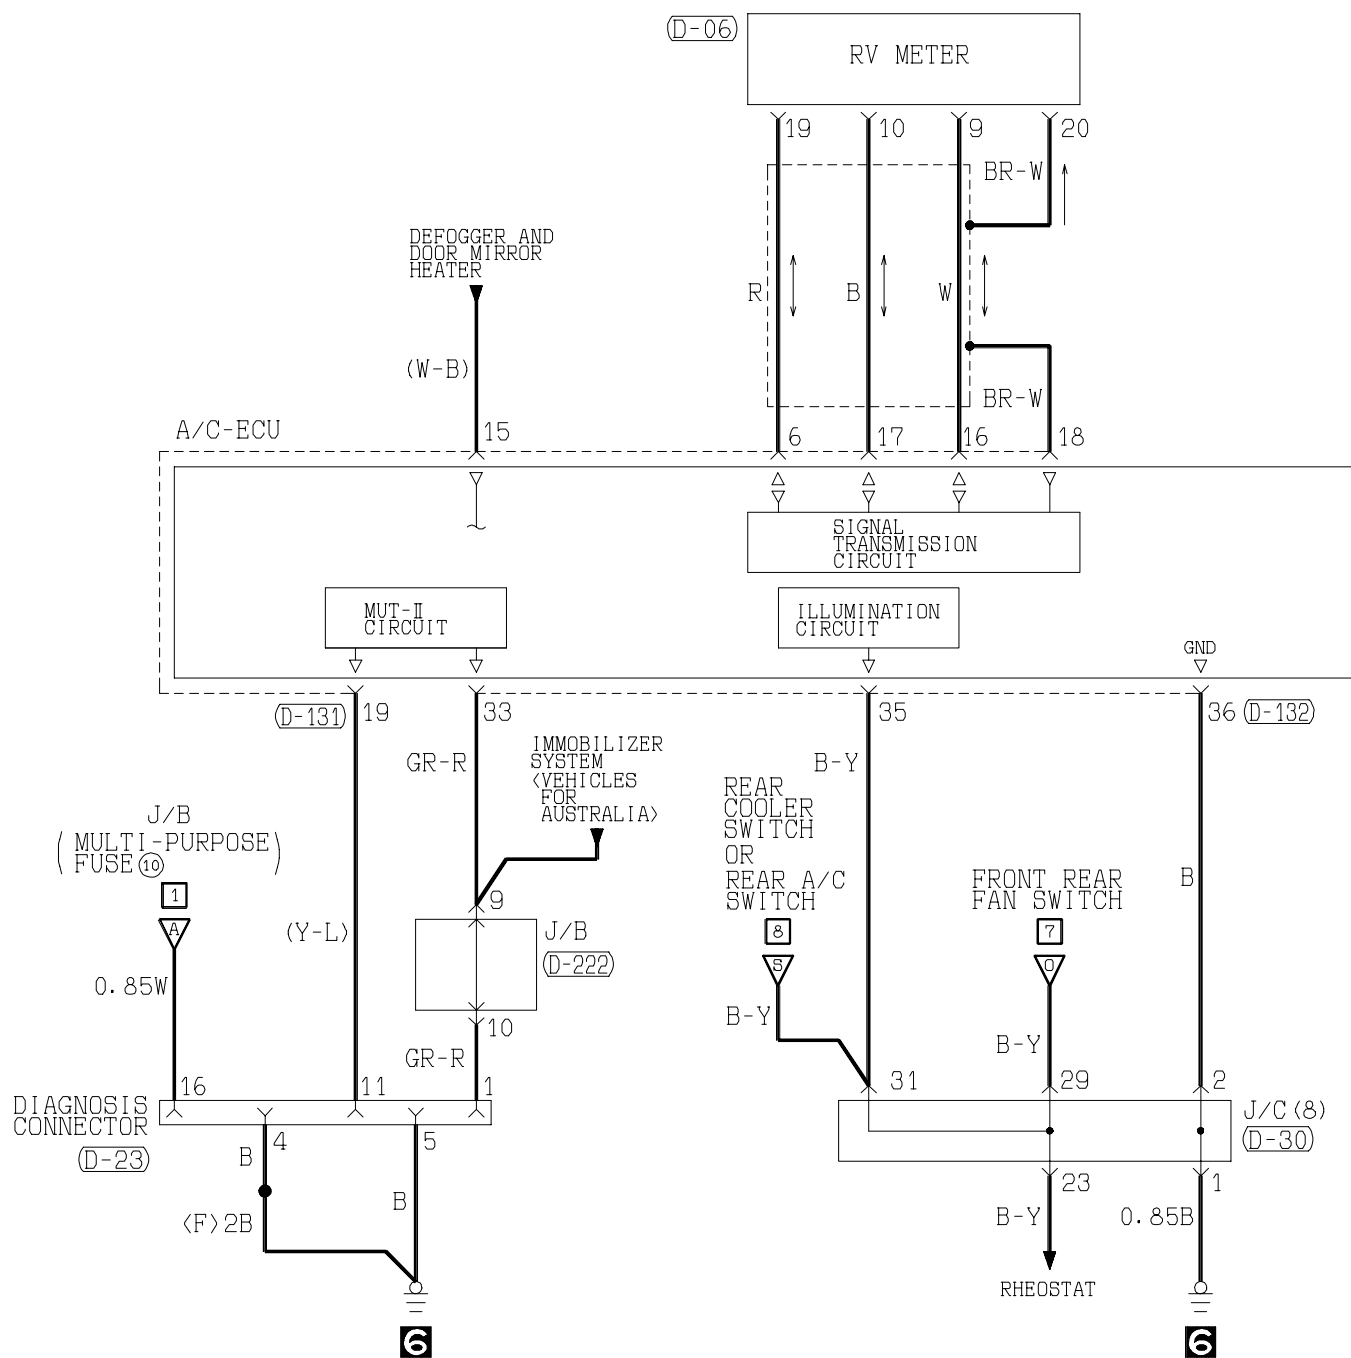 (D-06)
RV METER
19 10 9 20
BR-W
DEFOGGER AND
DOOR MIRROR
HEATER
R B W
(W-B)
BR-W
A/C-ECU
15 6 17 16 18
SIGNAL
TRANSMISSION
CIRCUIT
MUT-Ⅱ
CIRCUIT
ILLUMINATION
CIRCUIT
GND
(D-131) 19 33 35 36 (D-132)
GR-R
IMMOBILIZER
SYSTEM
<VEHICLES
FOR
AUSTRALIA>
B-Y
REAR
COOLER
SWITCH
OR
REAR A/C
SWITCH
J/B
(MULTI-PURPOSE
FUSE⑩)
FRONT REAR
FAN SWITCH
B
1
9
A
(Y-L)
J/B
(D-222)
8
7
S
O
0.85W
B-Y
10
GR-R
B-Y
16 11 1 31 29 2
DIAGNOSIS
CONNECTOR
(D-23)
J/C(8)
(D-30)
4 5
B
23 1
B
<F>2B
B-Y
0.85B
RHEOSTAT
6 6